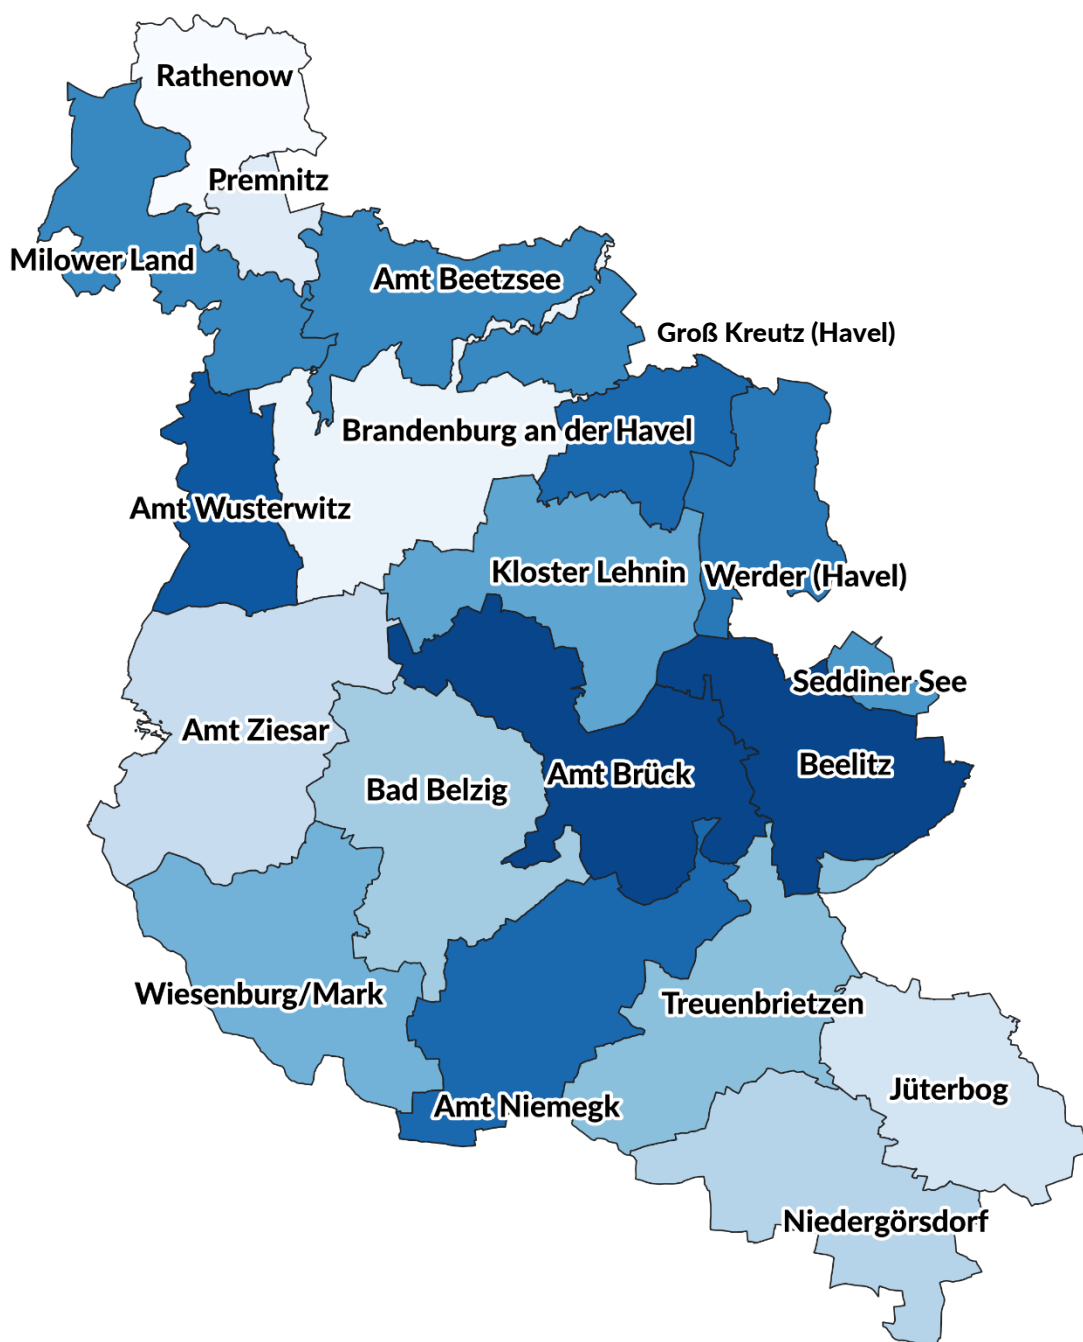 Rathenow
Premnitz
Milower Land
Amt Beetzsee
Groß Kreutz (Havel)
Brandenburg an der Havel
Amt Wusterwitz
Kloster Lehnin
Werder (Havel)
Seddiner See
Amt Ziesar
Beelitz
Amt Brück
Bad Belzig
Wiesenburg/Mark
Treuenbrietzen
Jüterbog
Amt Niemegk
Niedergörsdorf